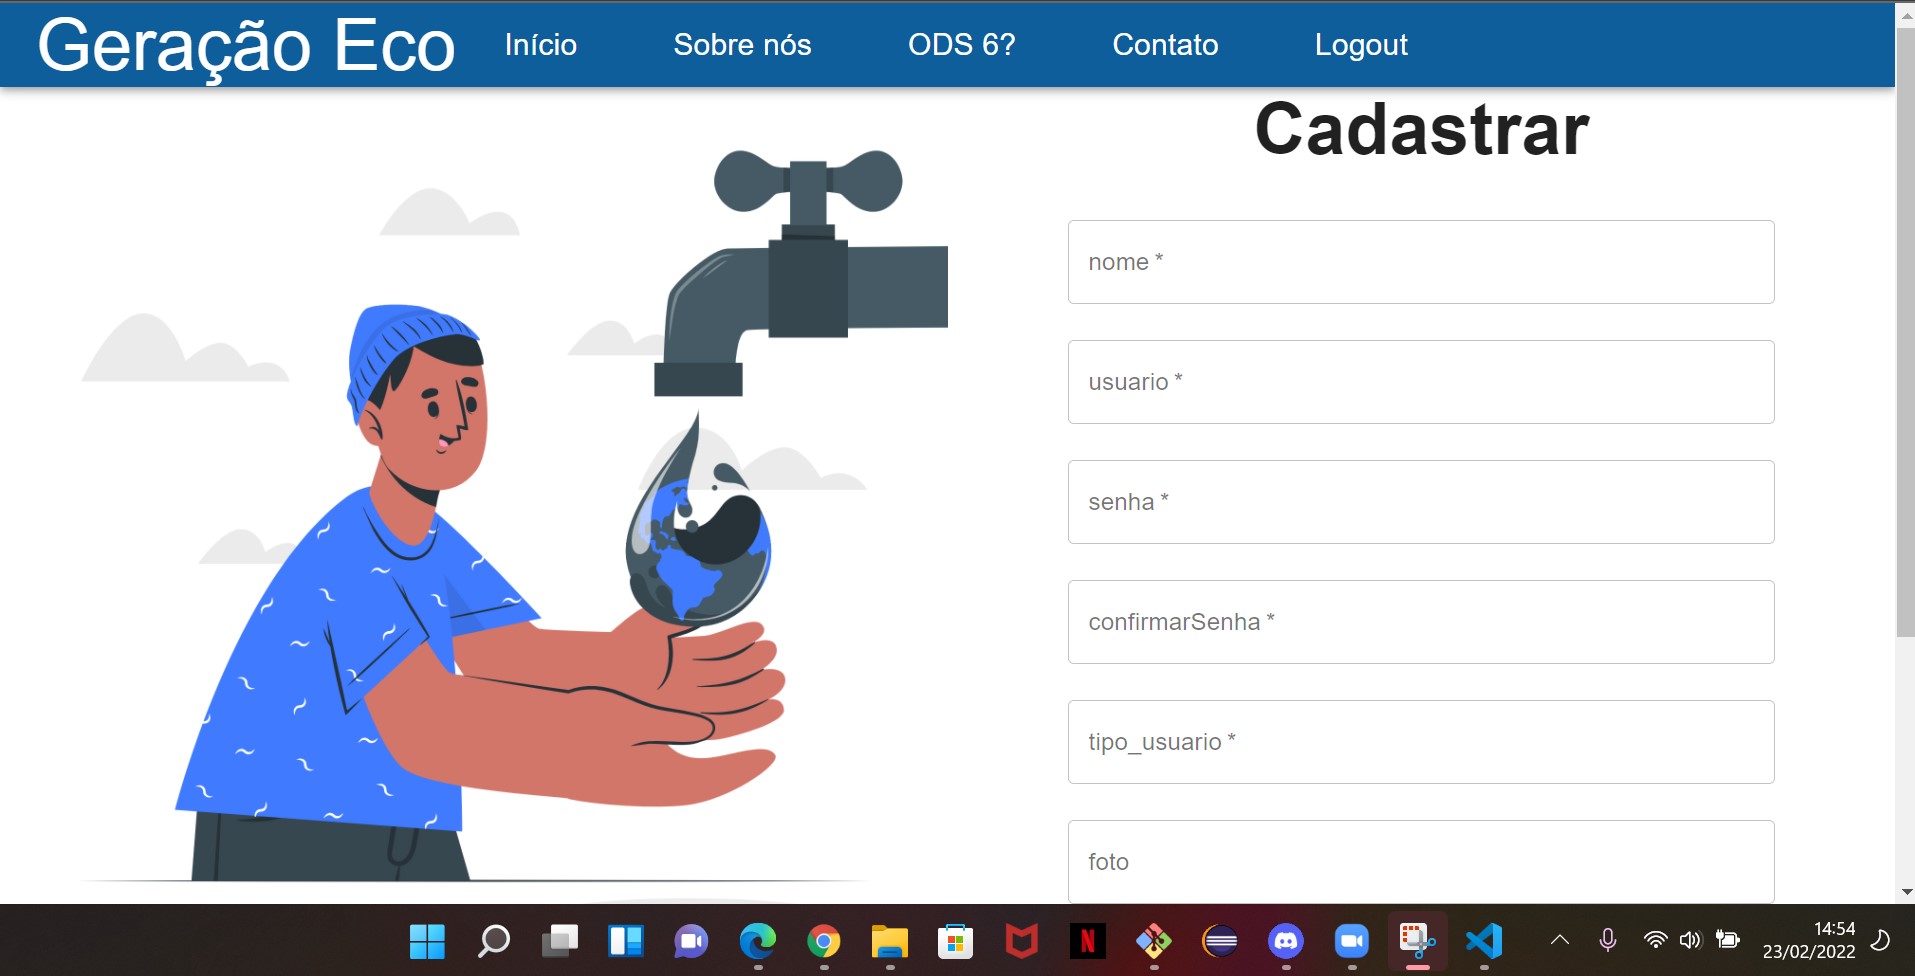 Geração Eco
Início
Sobre nós
ODS 6?
Contato
Logout
Cadastrar
nome *
usuario *
senha *
confirmarSenha *
tipo_usuario *
foto
N
14:54
23/02/2022